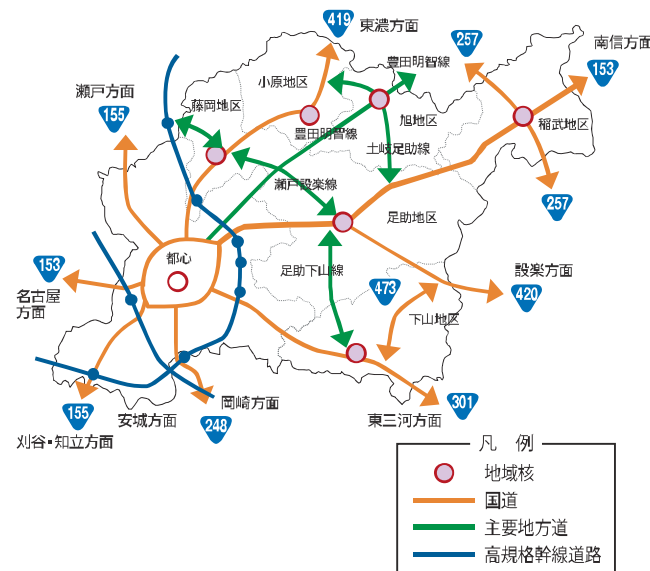 419
東濃方面
257
南信方面
153
豊田明智線
小原地区
瀬戸方面
155
藤岡地区
豊田明智線
旭地区
稲武地区
土岐足助線
瀬戸設楽線
257
足助地区
都心
153
名古屋
方面
足助下山線
設楽方面
420
473
下山地区
岡崎方面
301
155
安城方面
248
東三河方面
刈谷・知立方面
凡 例
地域核
国道
主要地方道
高規格幹線道路